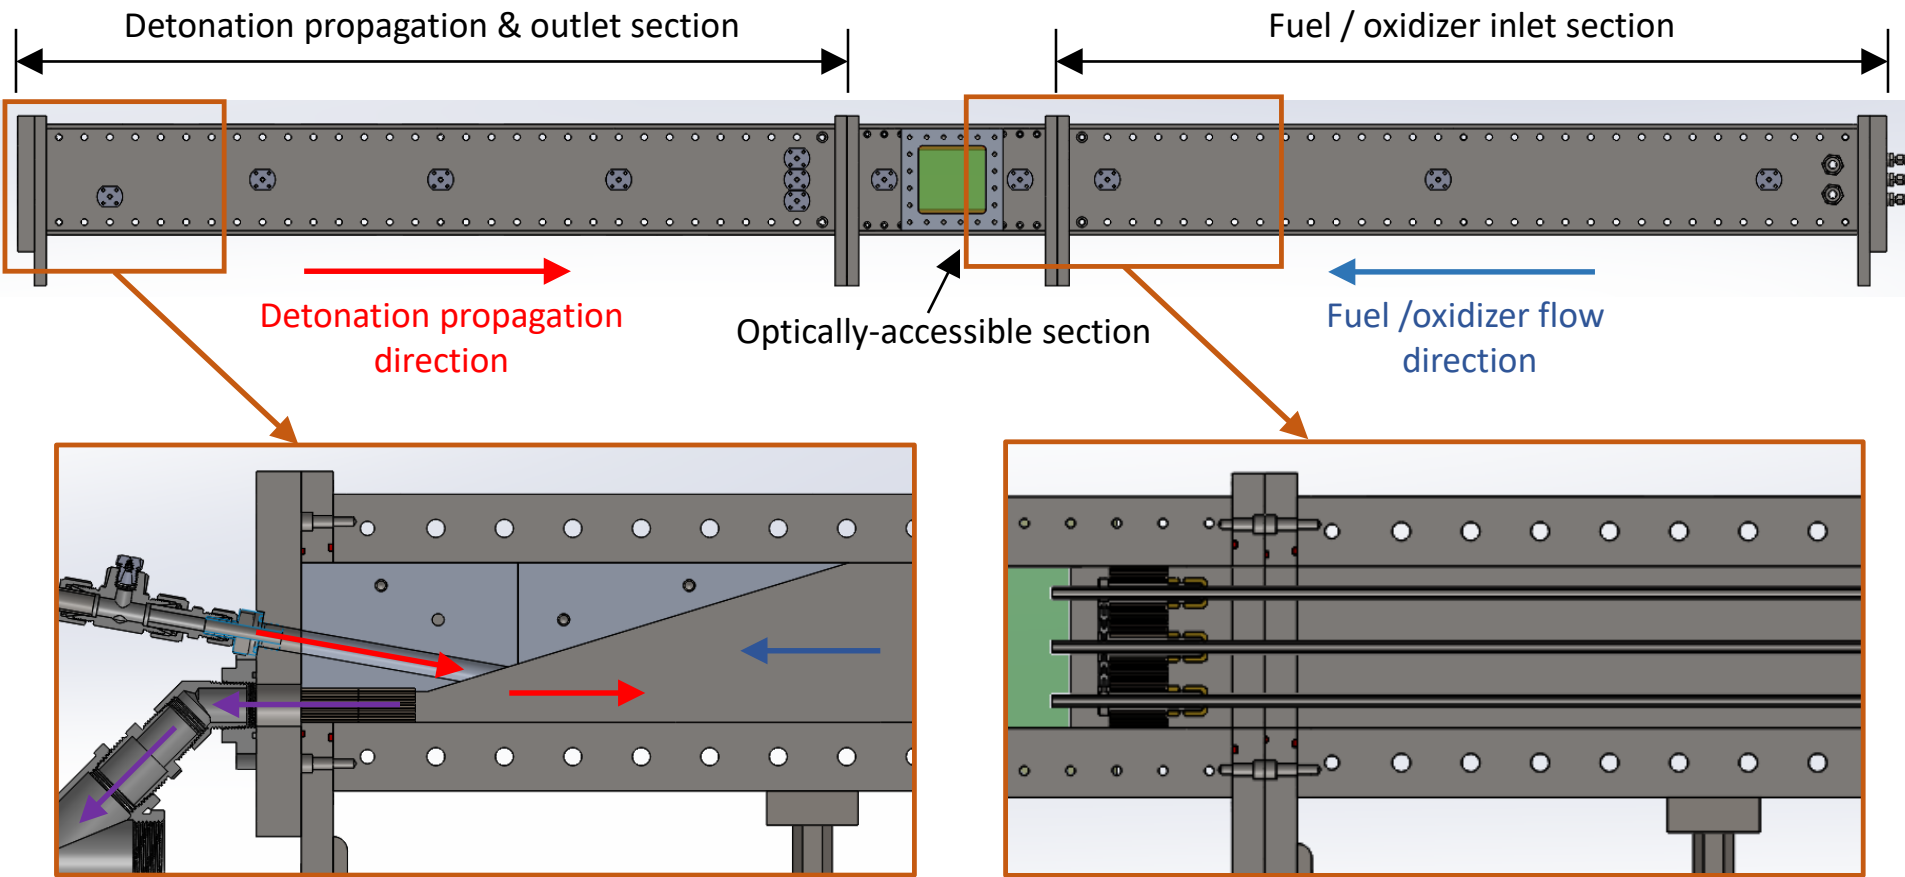 Detonation propagation & outlet section
Fuel / oxidizer inlet section
Detonation propagation
direction
Optically-accessible section
Fuel /oxidizer flow
direction